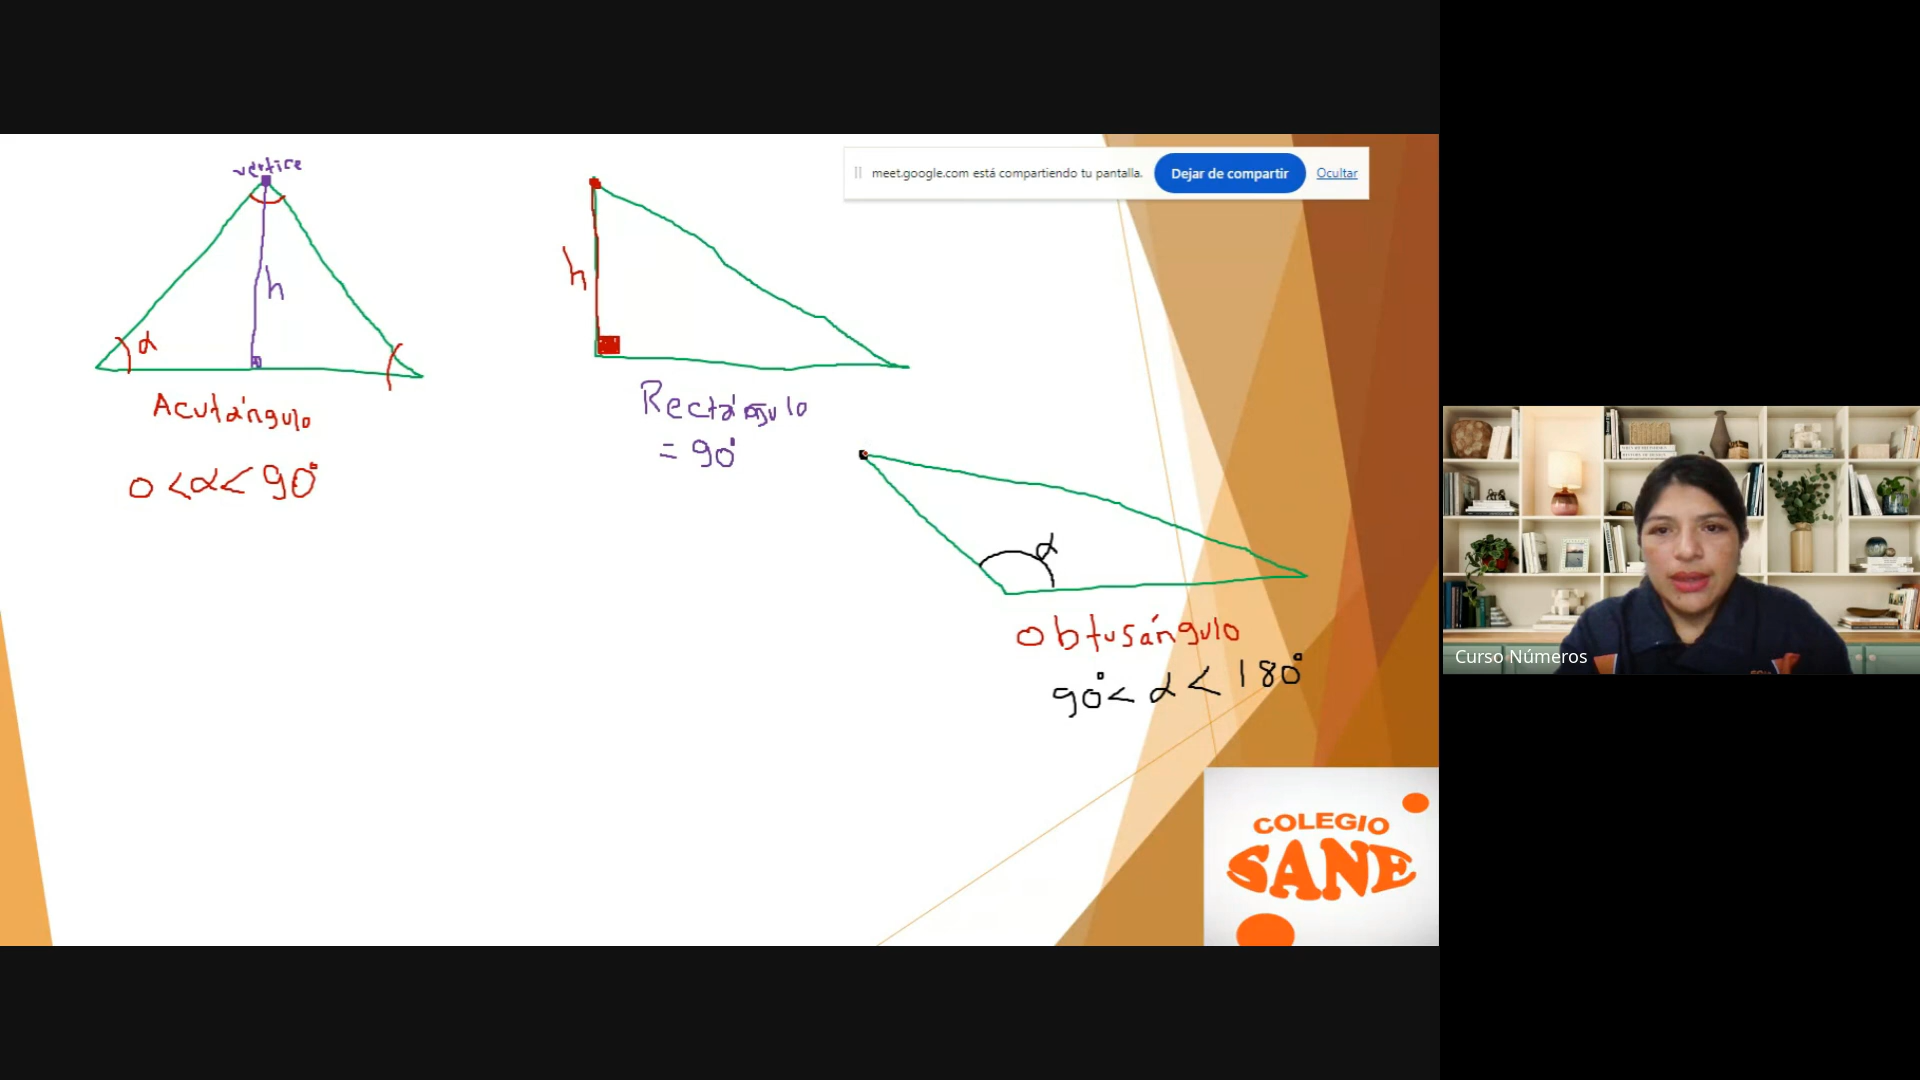 vértice
meet.google.com está compartiendo tu pantalla.
Dejar de compartir
Ocultar
h
h
α
Acutángulo
0 < α < 90°
Rectángulo
= 90°
α
Obtusángulo
90° < α < 180°
Curso Números
COLEGIO
SANE